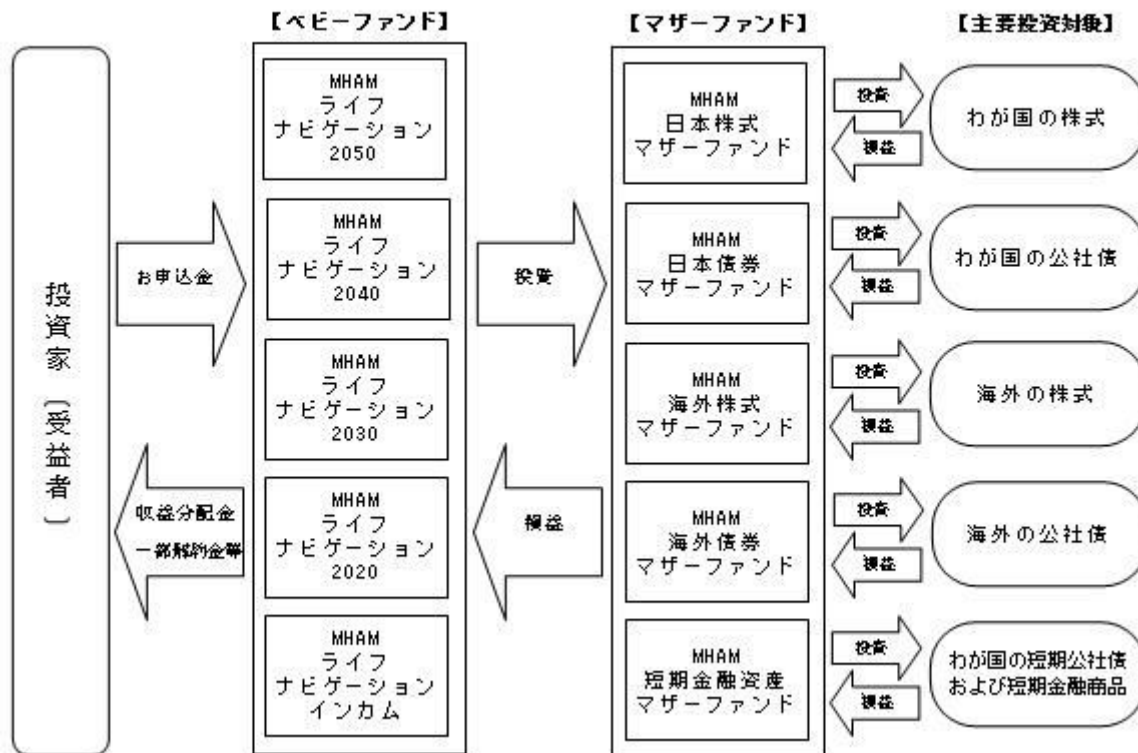 【ベビーファンド】
【マザーファンド】
【主要投資対象】
投資家〔受益者〕
お申込金
収益分配金
一部解約金等
MHAM
ライフ
ナビゲーション
2050
MHAM
ライフ
ナビゲーション
2040
MHAM
ライフ
ナビゲーション
2030
MHAM
ライフ
ナビゲーション
2020
MHAM
ライフ
ナビゲーション
インカム
投資
損益
MHAM
日本株式
マザーファンド
MHAM
日本債券
マザーファンド
MHAM
海外株式
マザーファンド
MHAM
海外債券
マザーファンド
MHAM
短期金融資産
マザーファンド
投資
損益
わが国の株式
投資
損益
わが国の公社債
投資
損益
海外の株式
投資
損益
海外の公社債
投資
損益
わが国の短期公社債
および短期金融商品